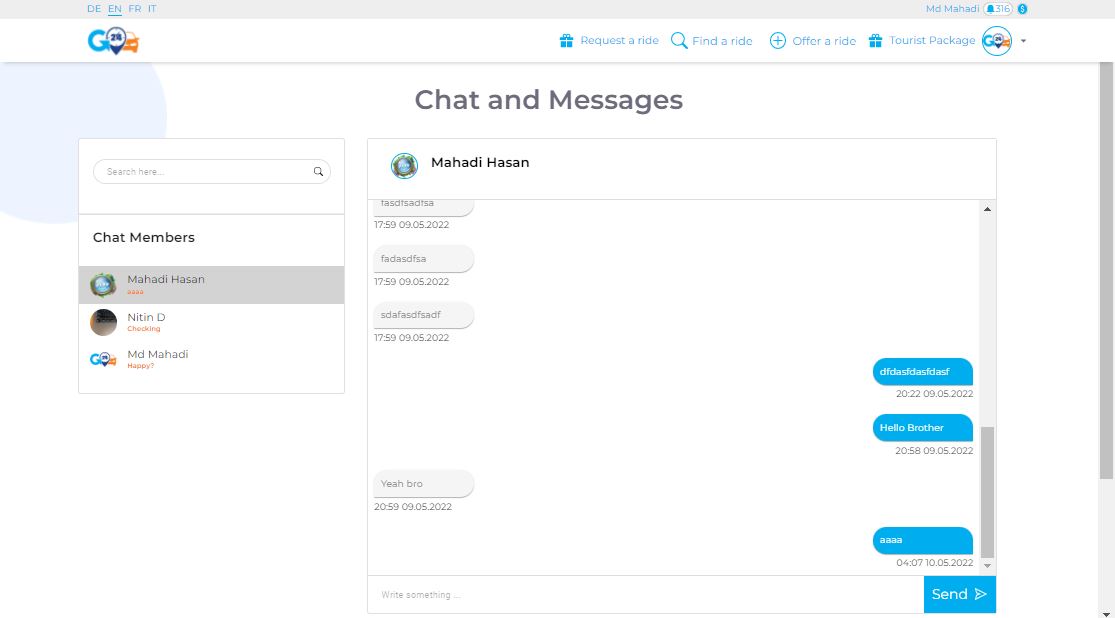 DE EN FR IT
Md Mahadi 316 $
GO 24
Request a ride Find a ride Offer a ride Tourist Package
Chat and Messages
Search here...
Chat Members
Mahadi Hasan
aaaa
Nitin D
Checking
Md Mahadi
Happy?
Mahadi Hasan
fasdfsadfsa
17:59 09.05.2022
fadasdfsa
17:59 09.05.2022
sdafasdfsadf
17:59 09.05.2022
dfdasfdasfdasf
20:22 09.05.2022
Hello Brother
20:58 09.05.2022
Yeah bro
20:59 09.05.2022
aaaa
04:07 10.05.2022
Write something ...
Send